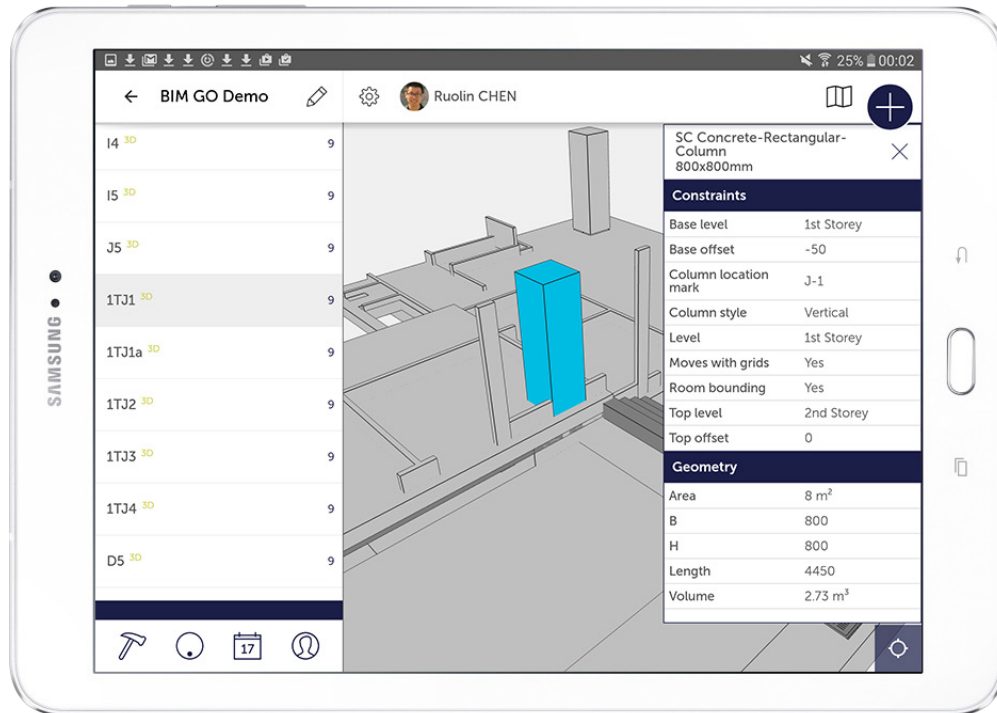 25% 00:02
BIM GO Demo
Ruolin CHEN
I4 3D 9
I5 3D 9
J5 3D 9
1TJ1 3D 9
1TJ1a 3D 9
1TJ2 3D 9
1TJ3 3D 9
1TJ4 3D 9
D5 3D 9
17
SC Concrete-Rectangular-
Column
800x800mm
Constraints
Base level 1st Storey
Base offset -50
Column location
mark J-1
Column style Vertical
Level 1st Storey
Moves with grids Yes
Room bounding Yes
Top level 2nd Storey
Top offset 0
Geometry
Area 8 m²
B 800
H 800
Length 4450
Volume 2.73 m³
SAMSUNG